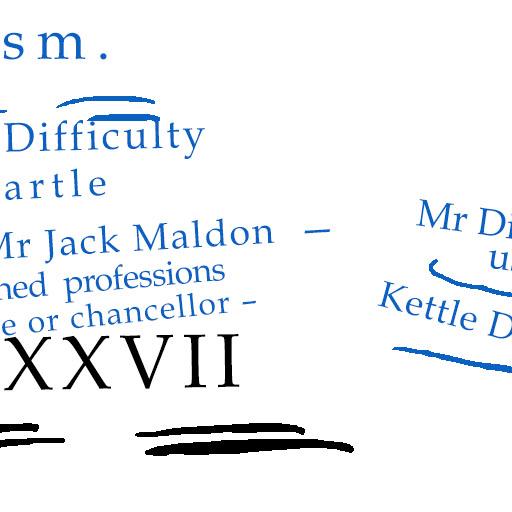 sm.
Difficulty
artle
Mr Jack Maldon —
ned professions
e or chancellor –
XXVII
Mr Di
u
Kettle D